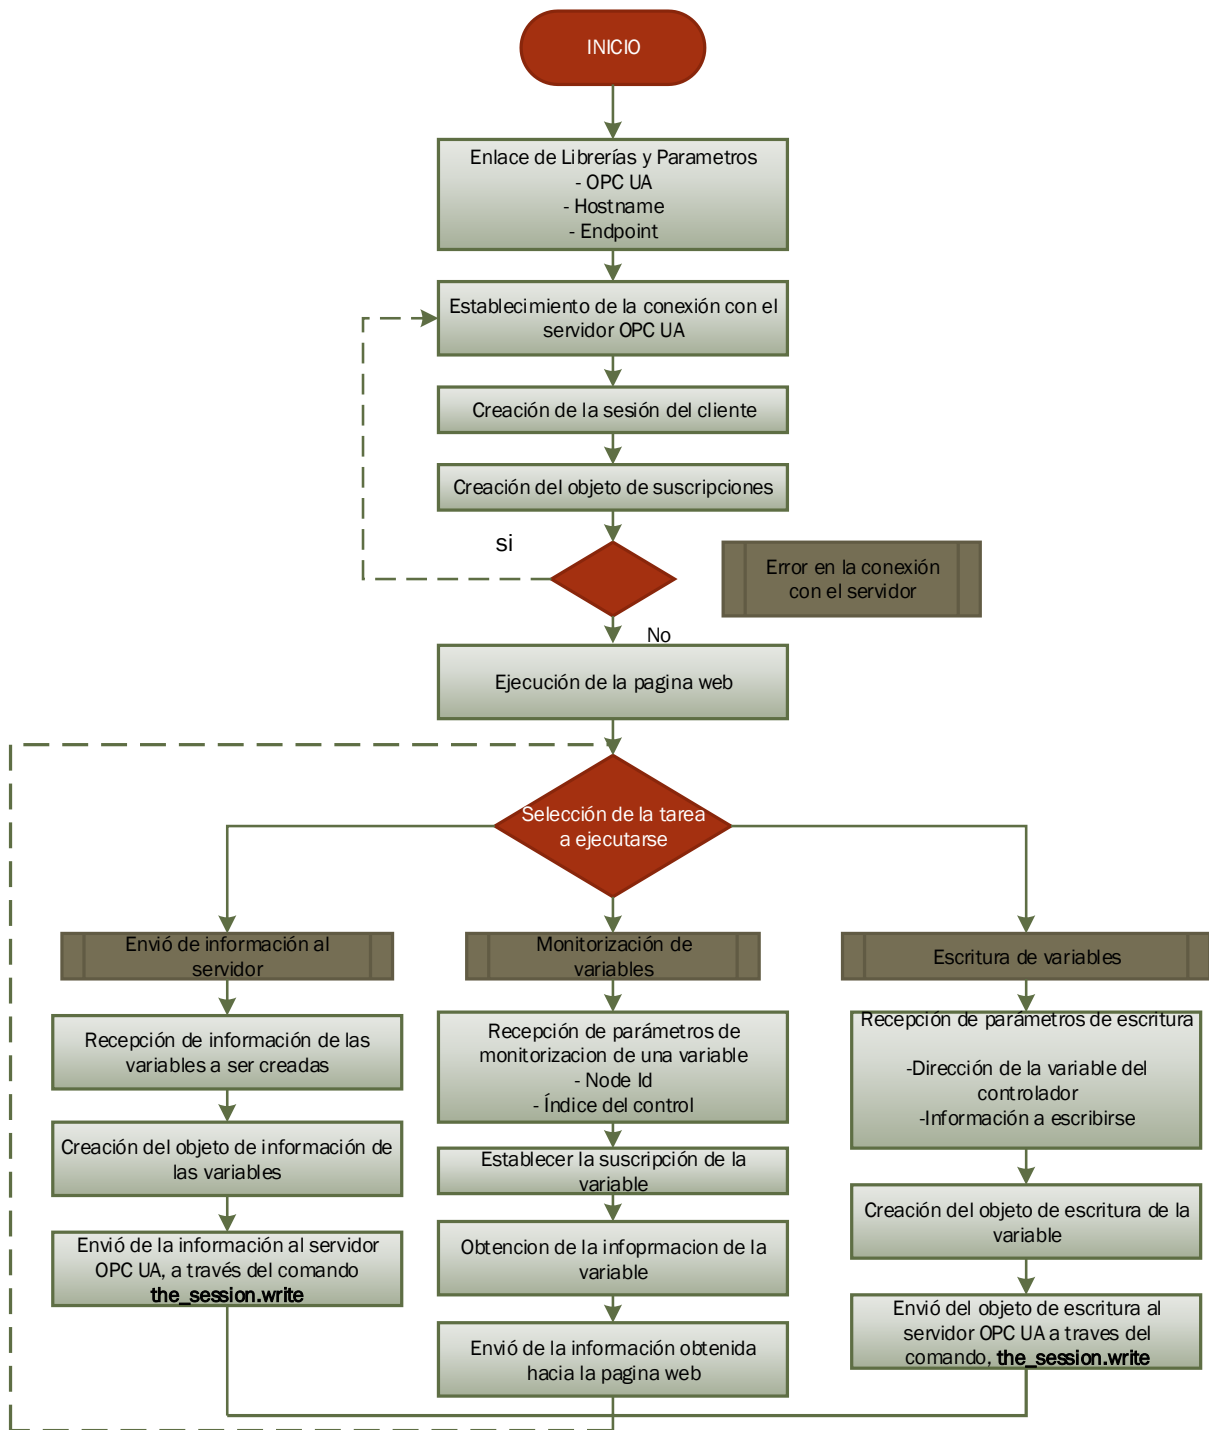 INICIO
Enlace de Librerías y Parametros
- OPC UA
- Hostname
- Endpoint
Establecimiento de la conexión con el
servidor OPC UA
Creación de la sesión del cliente
Creación del objeto de suscripciones
si
Error en la conexión
con el servidor
No
Ejecución de la pagina web
Selección de la tarea
a ejecutarse
Envió de información al
servidor
Recepción de información de las
variables a ser creadas
Creación del objeto de información de
las variables
Envió de la información al servidor
OPC UA, a través del comando
the_session.write
Monitorización de
variables
Recepción de parámetros de
monitorizacion de una variable
- Node Id
- Índice del control
Establecer la suscripción de la
variable
Obtencion de la infoprmacion de la
variable
Envió de la información obtenida
hacia la pagina web
Escritura de variables
Recepción de parámetros de escritura
-Dirección de la variable del
controlador
-Información a escribirse
Creación del objeto de escritura de la
variable
Envió del objeto de escritura al
servidor OPC UA a traves del
comando, the_session.write